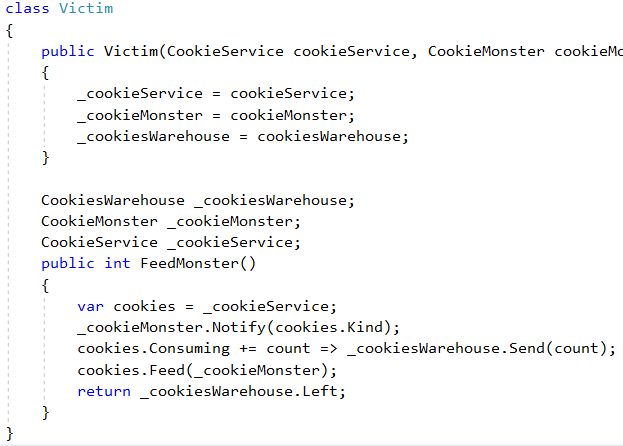 class Victim
{
public Victim(CookieService cookieService, CookieMonster
{
_cookieService = cookieService;
_cookieMonster = cookieMonster;
_cookiesWarehouse = cookiesWarehouse;
}
CookiesWarehouse _cookiesWarehouse;
CookieMonster _cookieMonster;
CookieService _cookieService;
public int FeedMonster()
{
var cookies = _cookieService;
_cookieMonster.Notify(cookies.Kind);
cookies.Consuming += count => _cookiesWarehouse.Send(count);
cookies.Feed(_cookieMonster);
return _cookiesWarehouse.Left;
}
}